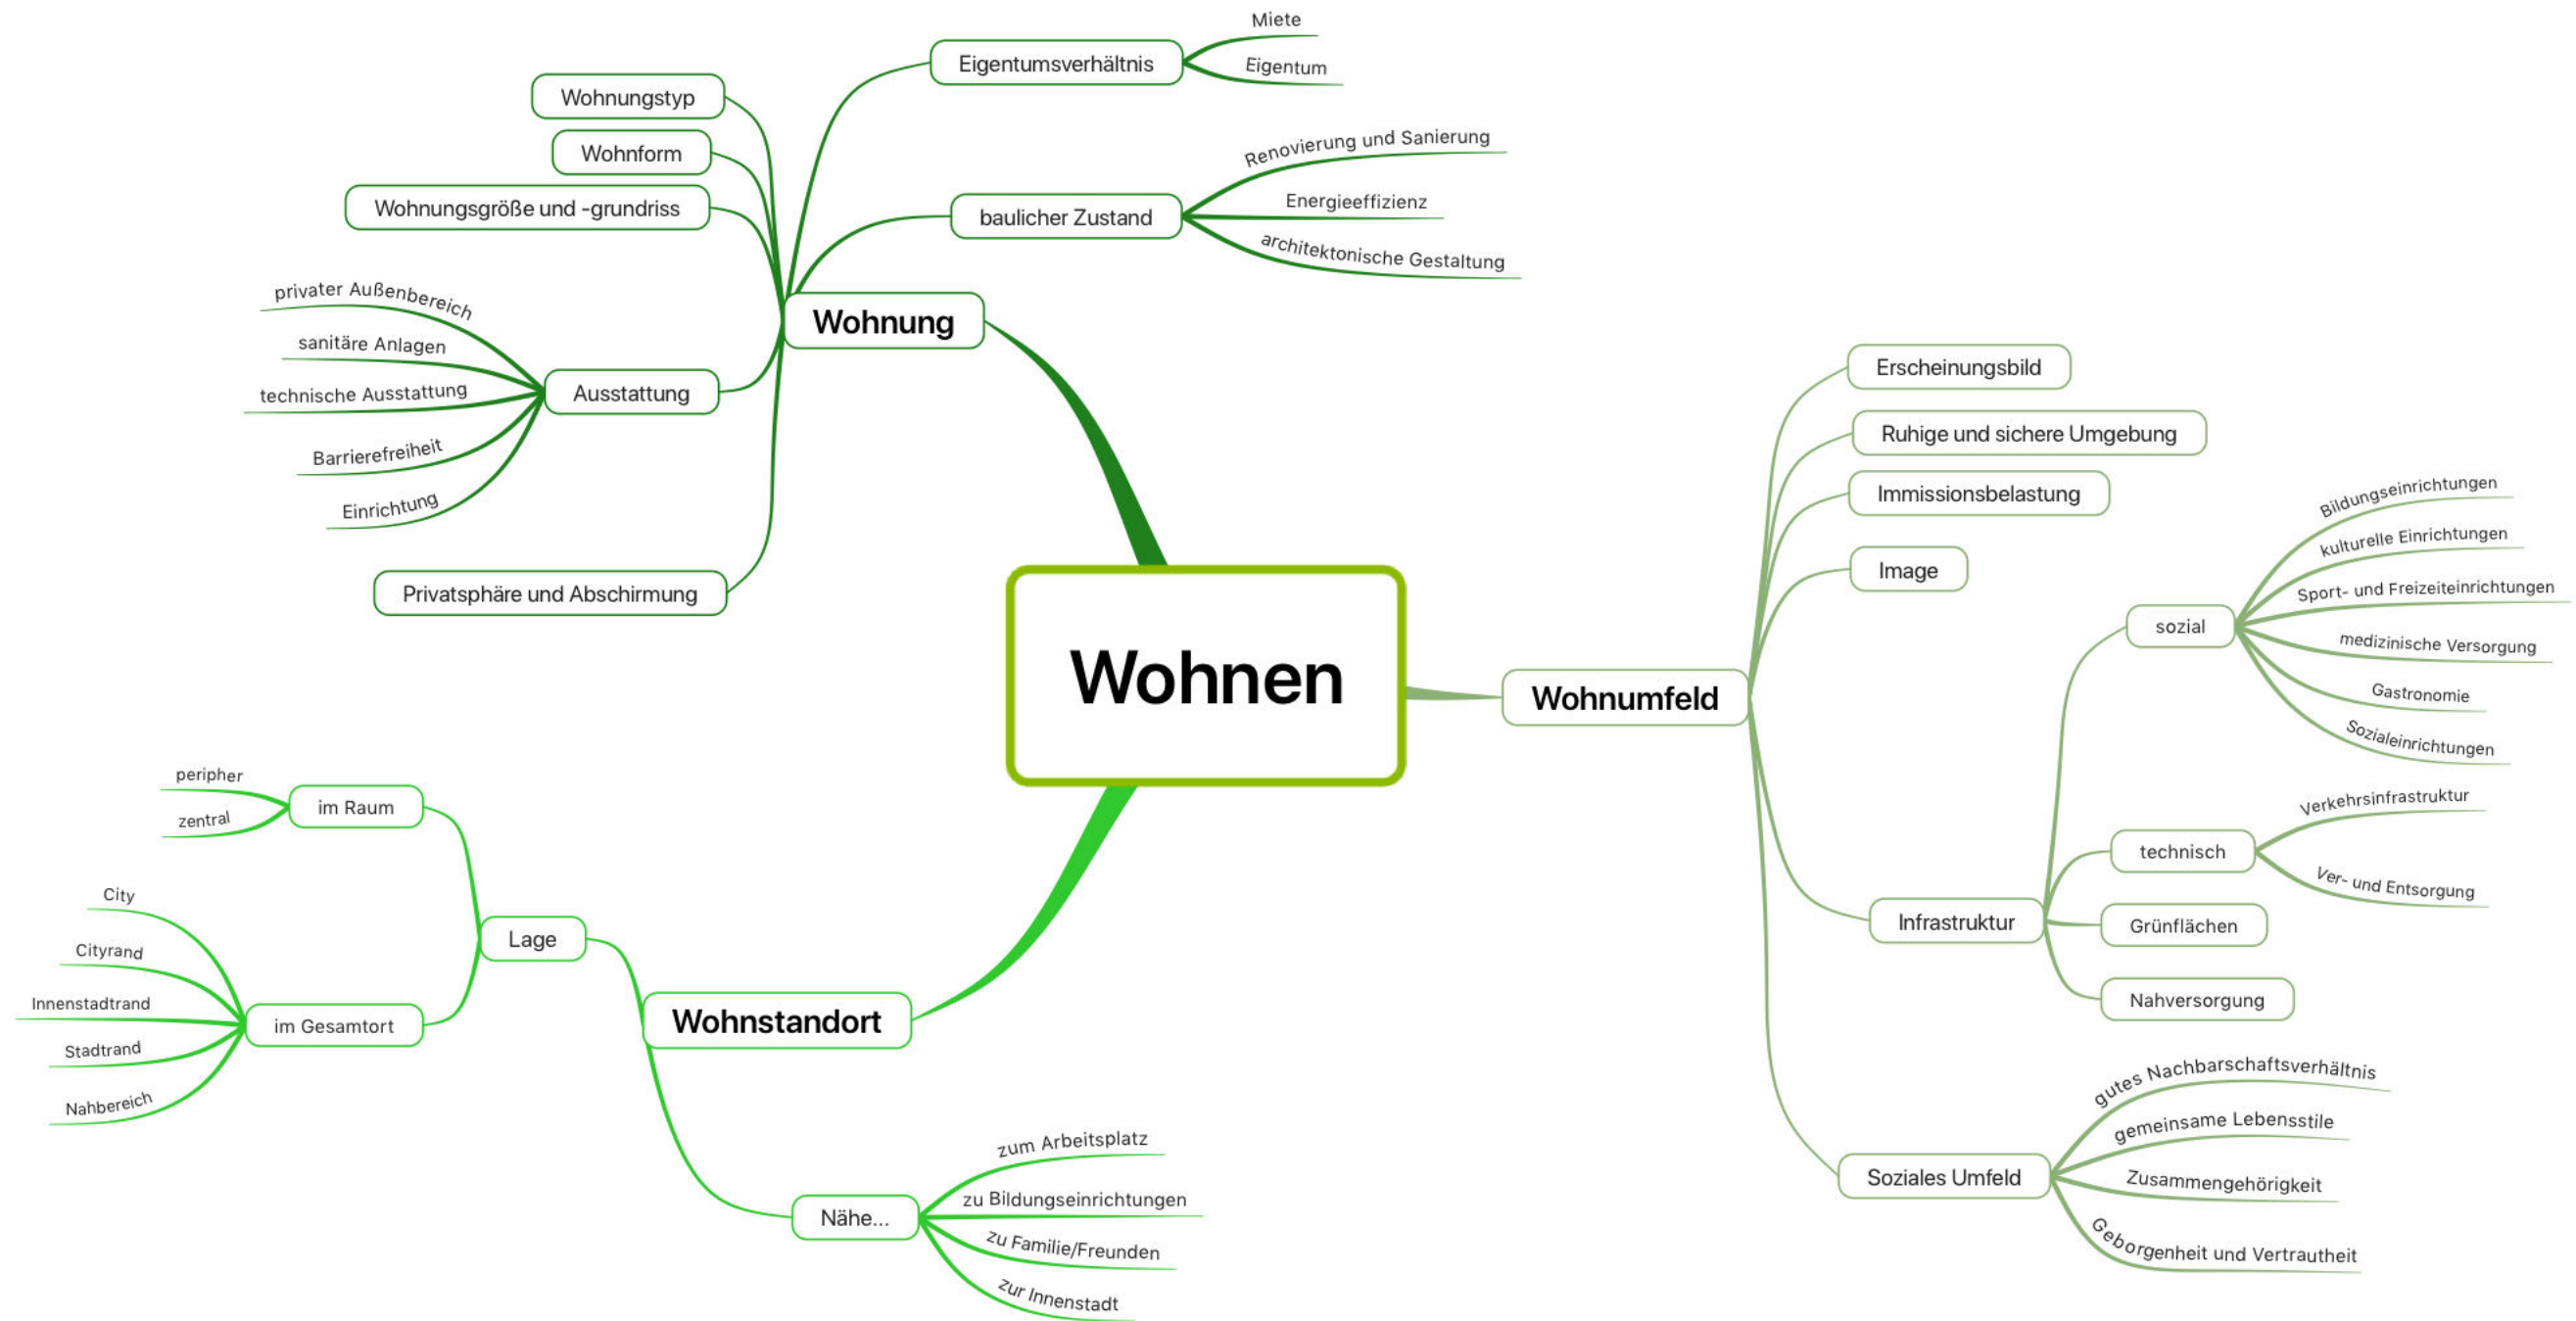 Miete
Eigentumsverhältnis
Eigentum
Wohnungstyp
Wohnform
Wohnungsgröße und -grundriss
Renovierung und Sanierung
baulicher Zustand
Energieeffizienz
architektonische Gestaltung
Wohnung
privater Außenbereich
sanitäre Anlagen
technische Ausstattung
Ausstattung
Barrierefreiheit
Einrichtung
Privatsphäre und Abschirmung
Wohnen
Wohnumfeld
Erscheinungsbild
Ruhige und sichere Umgebung
Immissionsbelastung
Image
Bildungseinrichtungen
kulturelle Einrichtungen
Sport- und Freizeiteinrichtungen
sozial
medizinische Versorgung
Gastronomie
Sozialeinrichtungen
Verkehrsinfrastruktur
technisch
Ver- und Entsorgung
Infrastruktur
Grünflächen
Nahversorgung
gutes Nachbarschaftsverhältnis
gemeinsame Lebensstile
Soziales Umfeld
Zusammengehörigkeit
Geborgenheit und Vertrautheit
peripher
im Raum
zentral
City
Cityrand
Lage
Innenstadtrand
im Gesamtort
Stadtrand
Nahbereich
Wohnstandort
zum Arbeitsplatz
zu Bildungseinrichtungen
Nähe...
zu Familie/Freunden
zur Innenstadt